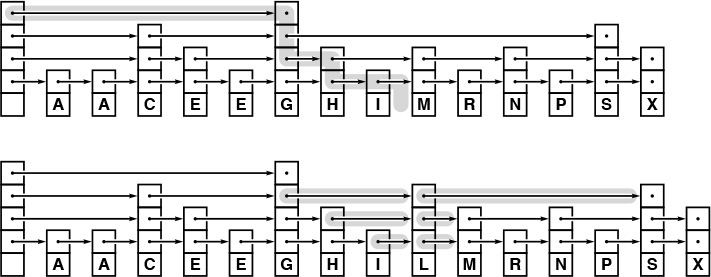 A A C E E G H I M R N P S X
A A C E E G H I L M R N P S X